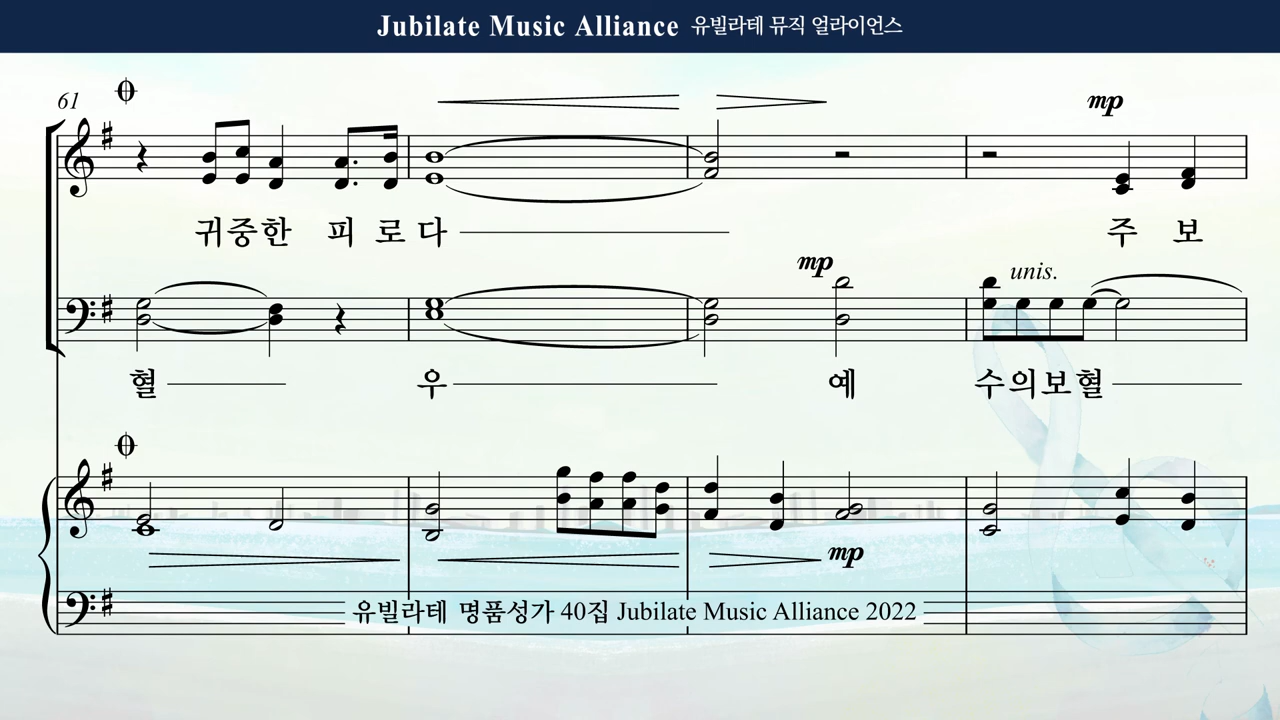 Jubilate Music Alliance 유빌라테 뮤직 얼라이언스
61
mp
귀중한 피 로 다 주 보
mp unis.
혈 우 예 수의보혈
mp
유빌라테 명품성가 40집 Jubilate Music Alliance 2022